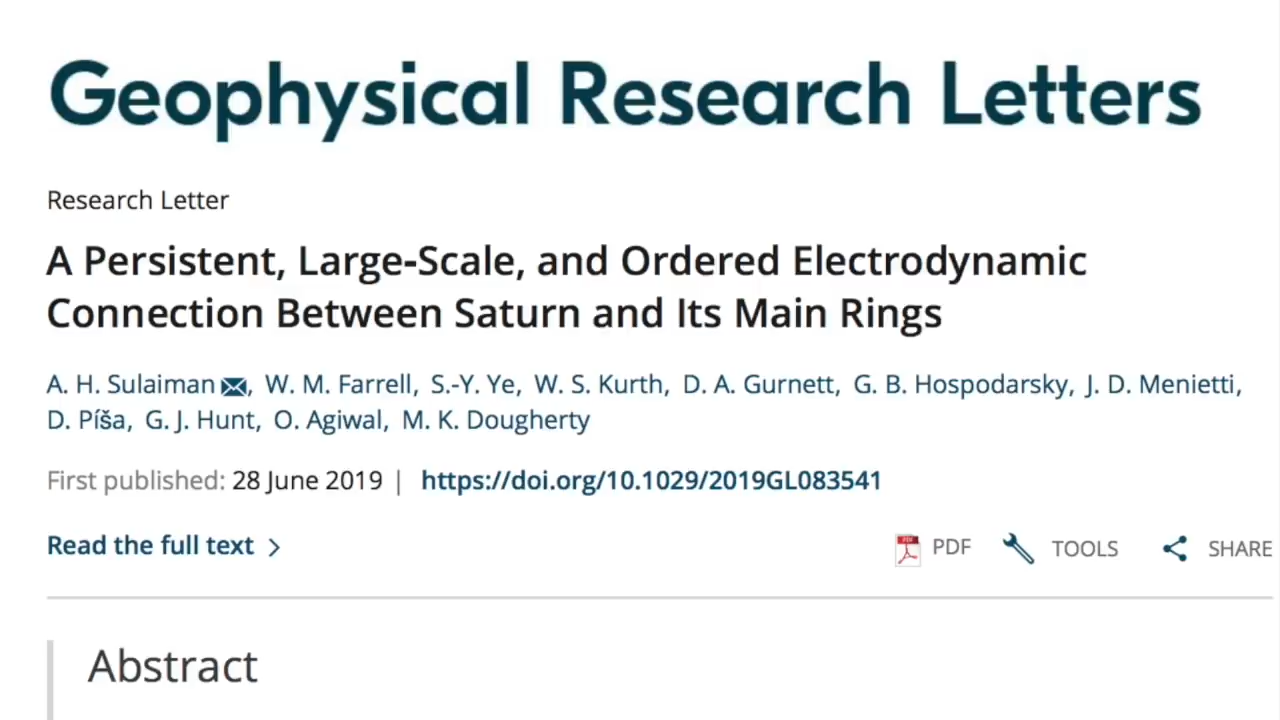 Geophysical Research Letters
Research Letter
A Persistent, Large-Scale, and Ordered Electrodynamic
Connection Between Saturn and Its Main Rings
A. H. Sulaiman, W. M. Farrell, S.-Y. Ye, W. S. Kurth, D. A. Gurnett, G. B. Hospodarsky, J. D. Menietti,
D. Píša, G. J. Hunt, O. Agiwal, M. K. Dougherty
First published: 28 June 2019 | https://doi.org/10.1029/2019GL083541
Read the full text >
PDF TOOLS SHARE
Abstract